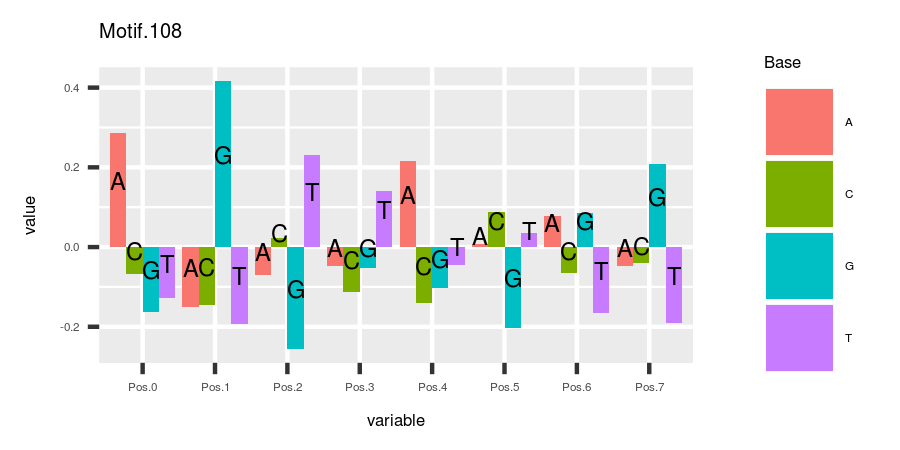 Motif.108
value
0.4
0.2
0.0
-0.2
A C G T
A C G T
A C G T
A C G T
A C G T
A C G T
A C G T
A C G T
Pos.0 Pos.1 Pos.2 Pos.3 Pos.4 Pos.5 Pos.6 Pos.7
variable
Base
A
C
G
T